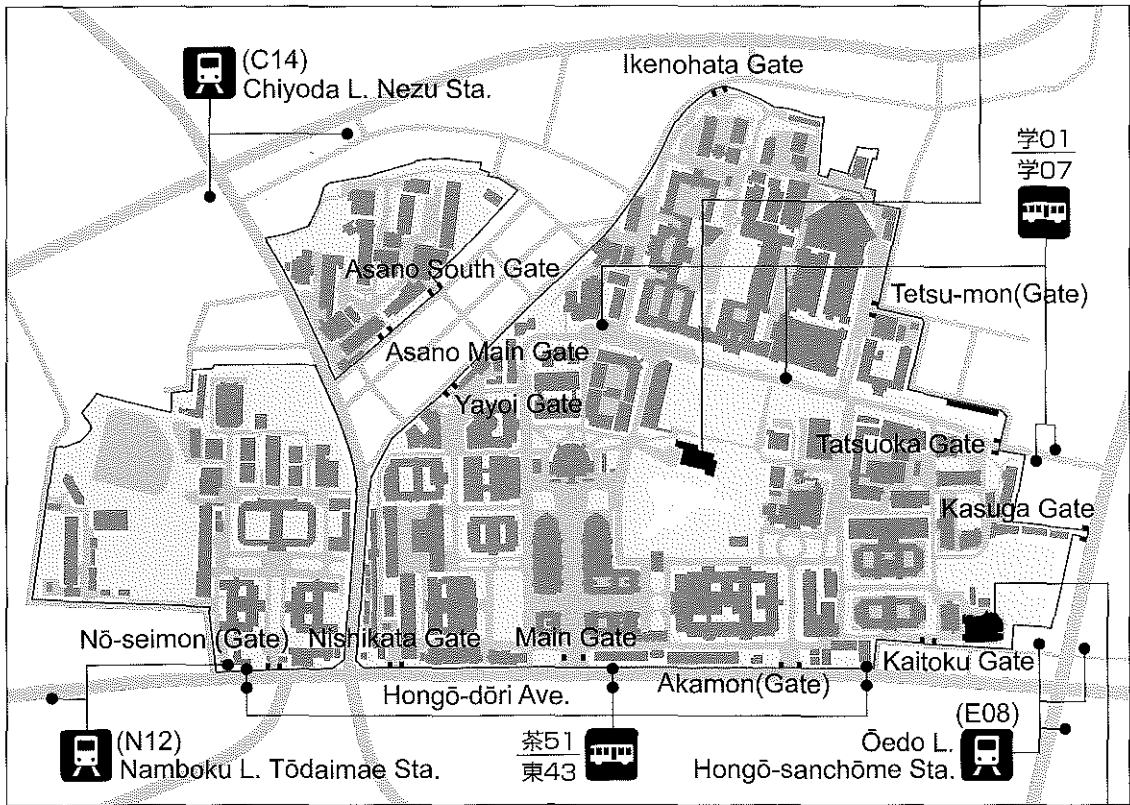 (C14)
Chiyoda L. Nezu Sta.
Ikenohata Gate
学01
学07
Asano South Gate
Tetsu-mon(Gate)
Asano Main Gate
Yayoi Gate
Tatsuoka Gate
Kasuga Gate
Nō-seimon (Gate)
Nishikata Gate
Main Gate
Kaitoku Gate
Hongō-dōri Ave.
Akamon(Gate)
(N12)
Namboku L. Tōdaimae Sta.
茶51
東43
(E08)
Ōedo L.
Hongō-sanchōme Sta.